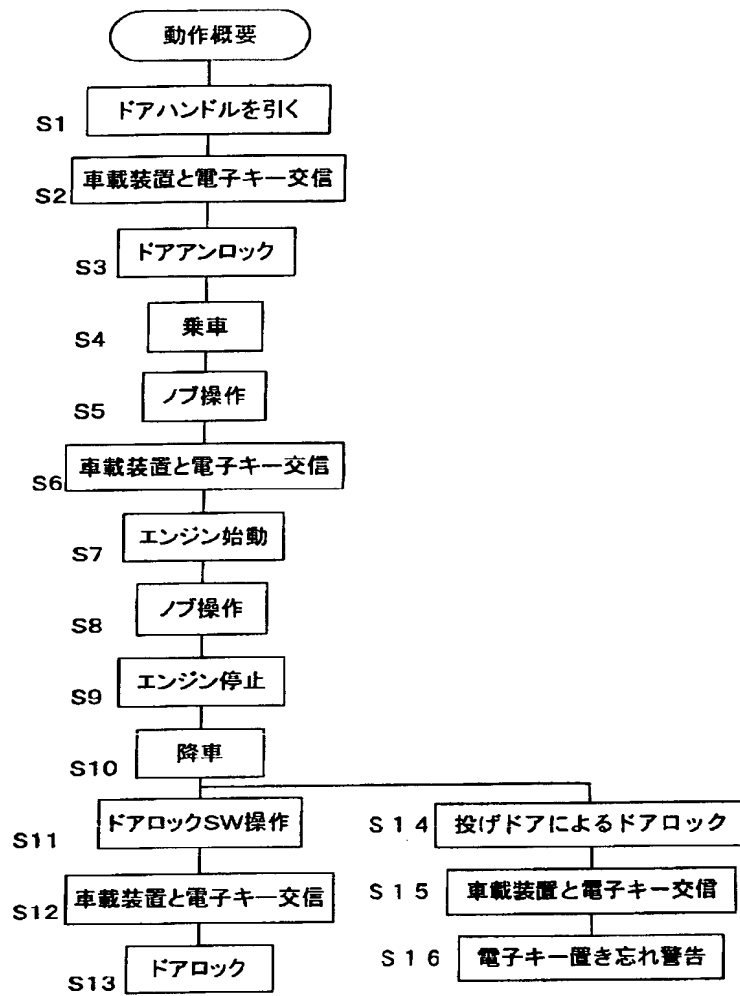 動作概要
S1 ドアハンドルを引く
S2 車載装置と電子キー交信
S3 ドアアンロック
S4 乗車
S5 ノブ操作
S6 車載装置と電子キー交信
S7 エンジン始動
S8 ノブ操作
S9 エンジン停止
S10 降車
S11 ドアロックSW操作
S12 車載装置と電子キー交信
S13 ドアロック
S14 投げドアによるドアロック
S15 車載装置と電子キー交信
S16 電子キー置き忘れ警告